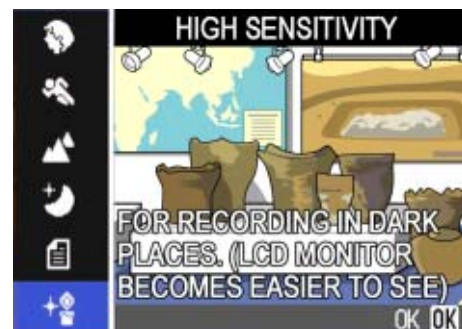 HIGH SENSITIVITY
FOR RECORDING IN DARK
PLACES. (LCD MONITOR
BECOMES EASIER TO SEE)
OK OK